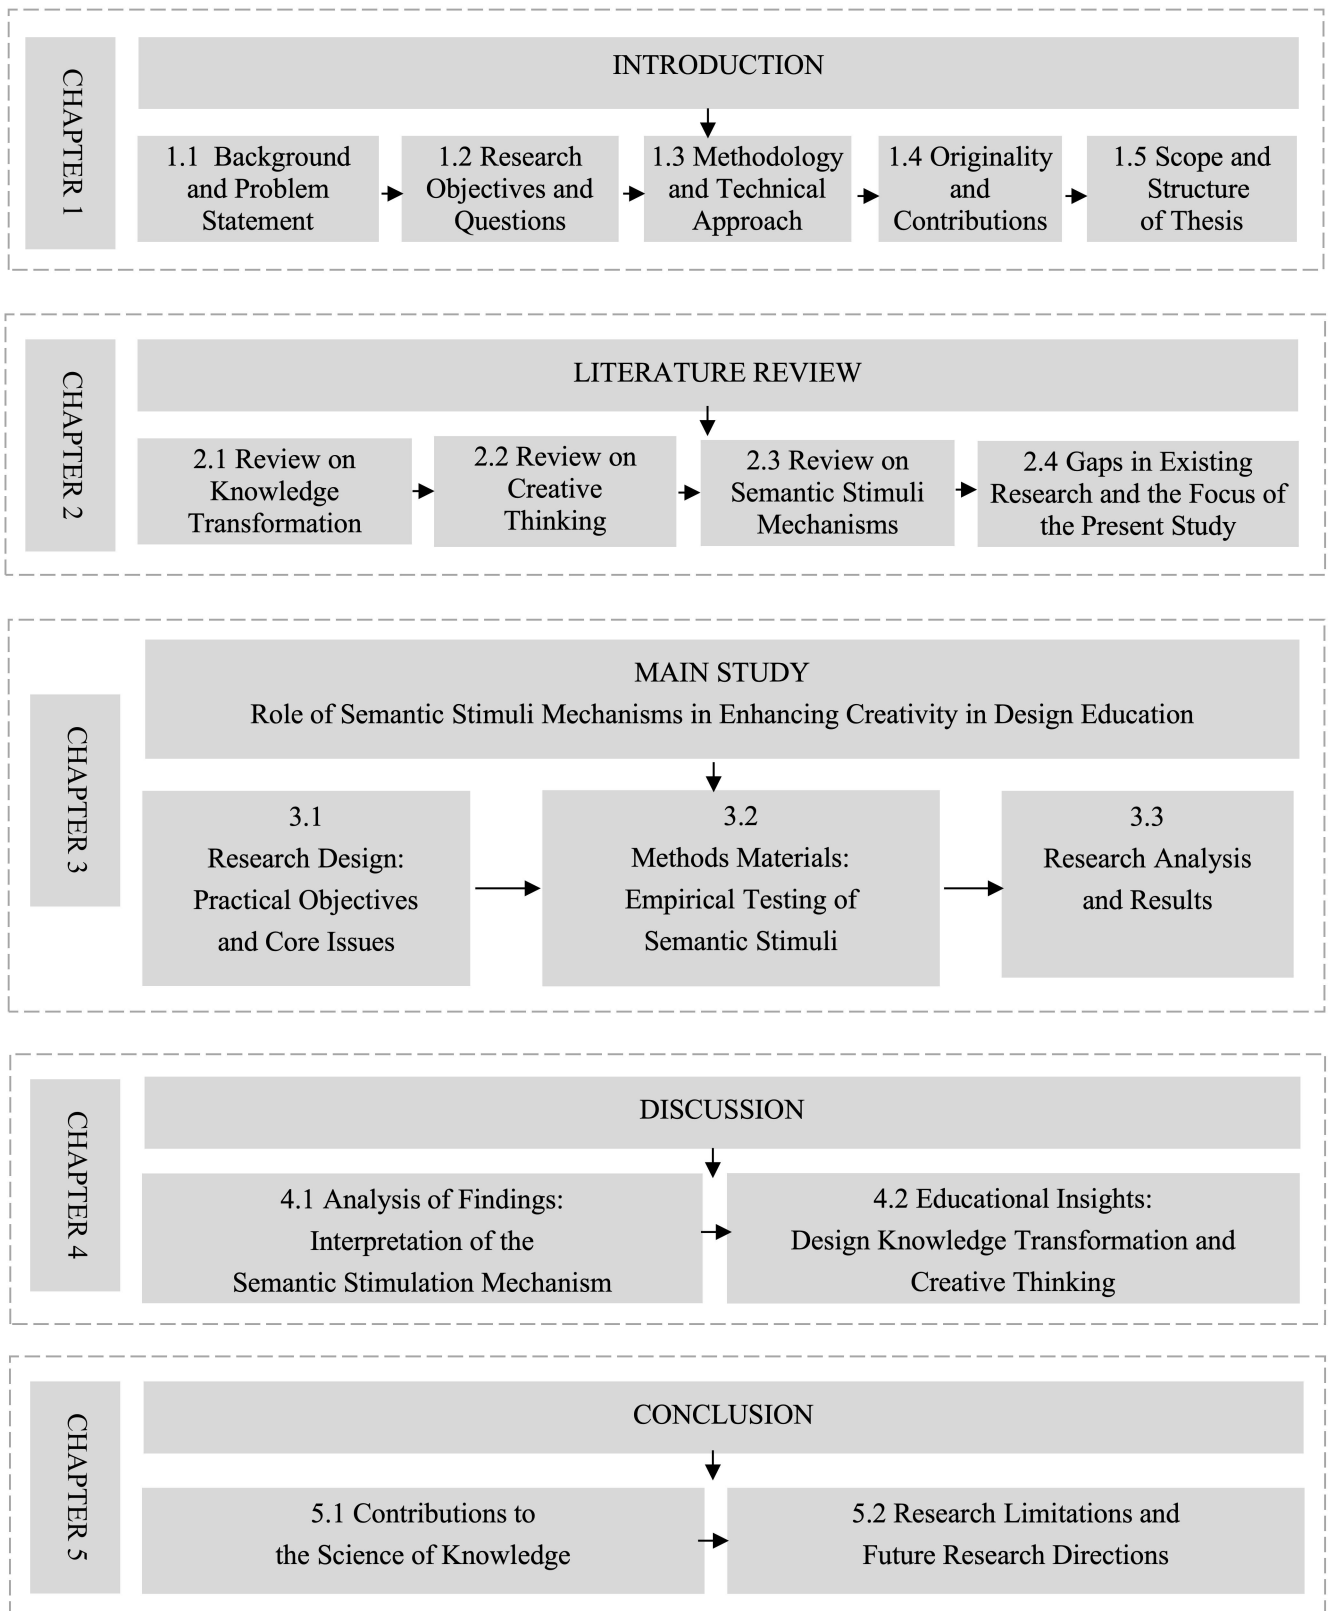 CHAPTER 1
INTRODUCTION
1.1 Background
and Problem
Statement
1.2 Research
Objectives and
Questions
1.3 Methodology
and Technical
Approach
1.4 Originality
and
Contributions
1.5 Scope and
Structure
of Thesis
CHAPTER 2
LITERATURE REVIEW
2.1 Review on
Knowledge
Transformation
2.2 Review on
Creative
Thinking
2.3 Review on
Semantic Stimuli
Mechanisms
2.4 Gaps in Existing
Research and the Focus of
the Present Study
CHAPTER 3
MAIN STUDY
Role of Semantic Stimuli Mechanisms in Enhancing Creativity in Design Education
3.1
Research Design:
Practical Objectives
and Core Issues
3.2
Methods Materials:
Empirical Testing of
Semantic Stimuli
3.3
Research Analysis
and Results
CHAPTER 4
DISCUSSION
4.1 Analysis of Findings:
Interpretation of the
Semantic Stimulation Mechanism
4.2 Educational Insights:
Design Knowledge Transformation and
Creative Thinking
CHAPTER 5
CONCLUSION
5.1 Contributions to
the Science of Knowledge
5.2 Research Limitations and
Future Research Directions